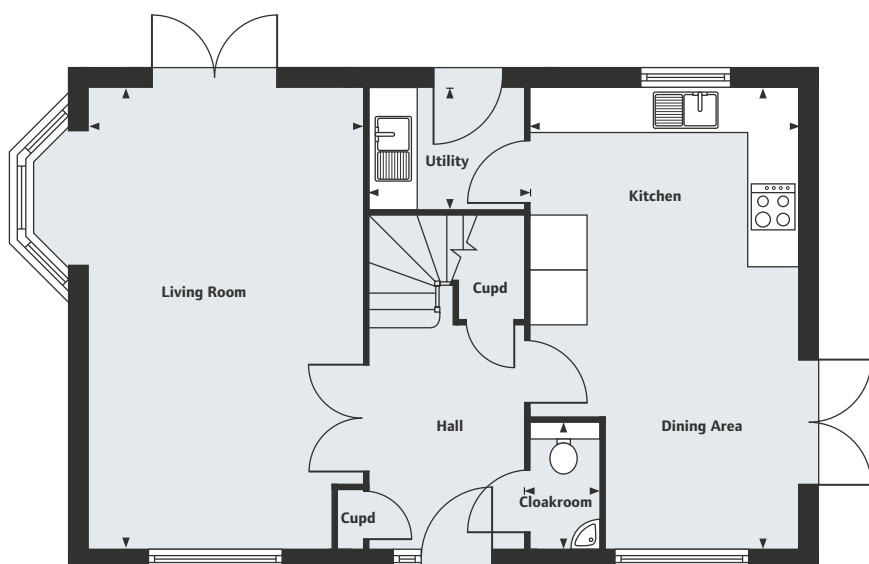 Utility
Kitchen
Living Room
Cupd
Hall
Dining Area
Cloakroom
Cupd